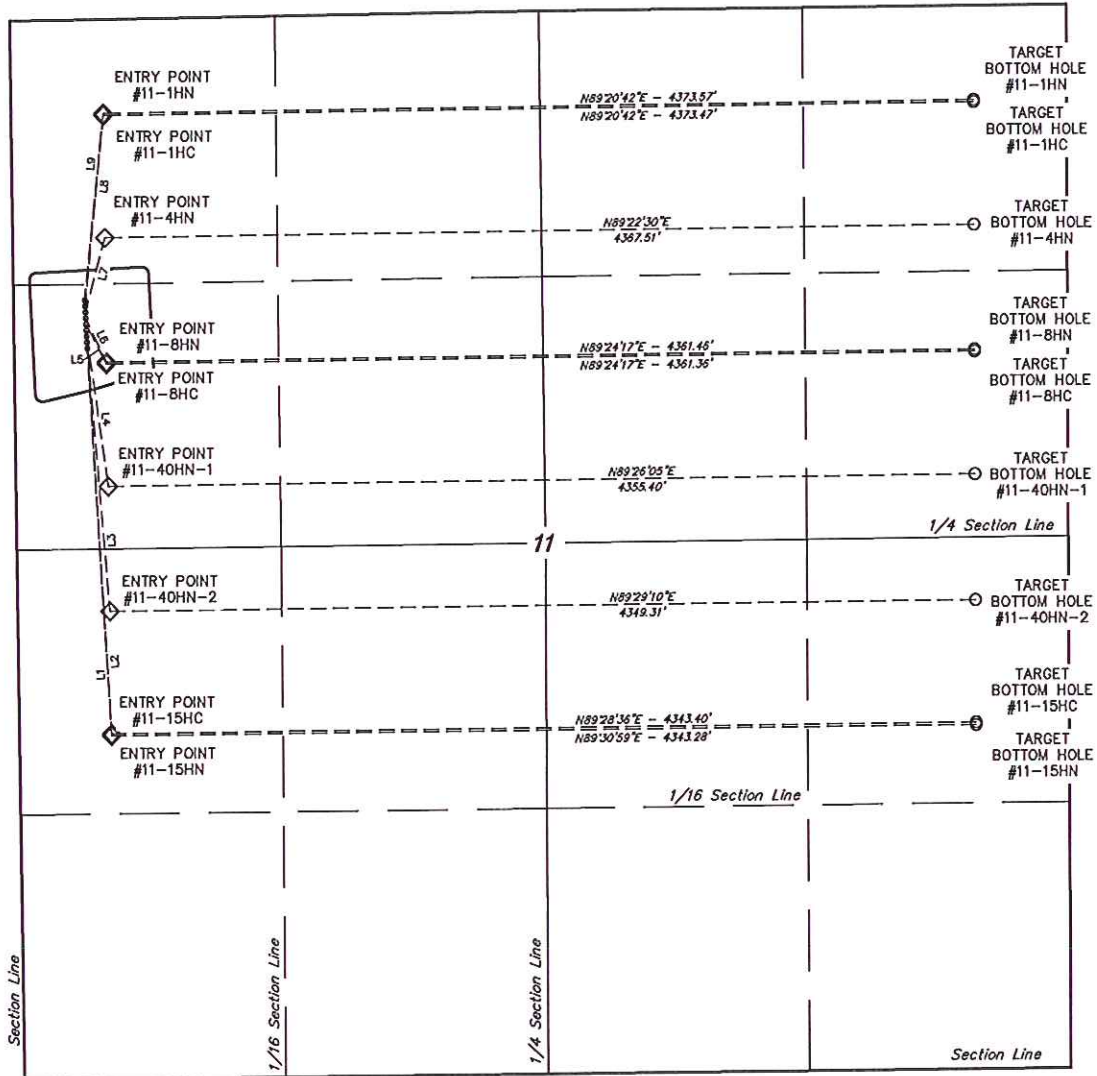 ENTRY POINT
#11-1HN
N89°20'42"E - 4373.57'
N89°20'42"E - 4373.47'
TARGET
BOTTOM HOLE
#11-1HN
ENTRY POINT
#11-1HC
TARGET
BOTTOM HOLE
#11-1HC
L9
L8
ENTRY POINT
#11-4HN
N89°22'30"E
4367.51'
TARGET
BOTTOM HOLE
#11-4HN
L7
ENTRY POINT
#11-8HN
L6
L5
N89°24'17"E - 4361.46'
N89°24'17"E - 4361.36'
TARGET
BOTTOM HOLE
#11-8HN
ENTRY POINT
#11-8HC
TARGET
BOTTOM HOLE
#11-8HC
L4
ENTRY POINT
#11-40HN-1
N89°26'05"E
4355.40'
TARGET
BOTTOM HOLE
#11-40HN-1
1/4 Section Line
11
L3
ENTRY POINT
#11-40HN-2
N89°29'10"E
4349.31'
TARGET
BOTTOM HOLE
#11-40HN-2
L1
L2
ENTRY POINT
#11-15HC
N89°28'36"E - 4343.40'
N89°30'59"E - 4343.28'
TARGET
BOTTOM HOLE
#11-15HC
ENTRY POINT
#11-15HN
TARGET
BOTTOM HOLE
#11-15HN
1/16 Section Line
Section Line
1/16 Section Line
1/4 Section Line
Section Line